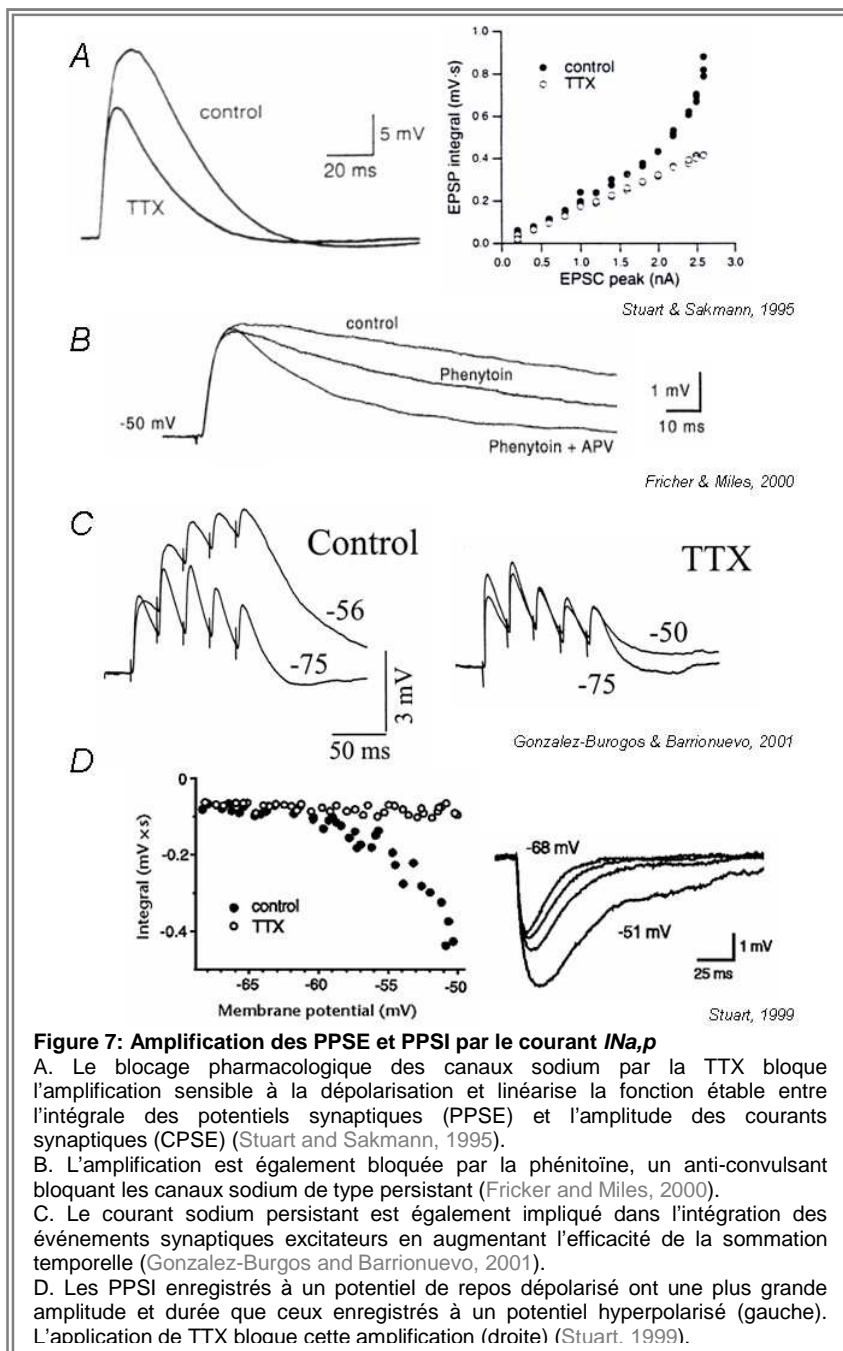 A
control
TTX
5 mV
20 ms
1.0
0.8
0.6
0.4
0.2
0.0
EPSP integral (mV·s)
control
TTX
0.0 0.5 1.0 1.5 2.0 2.5 3.0
EPSC peak (nA)
Stuart & Sakmann, 1995
B
control
Phenytoin
-50 mV
Phenytoin + APV
1 mV
10 ms
Fricher & Miles, 2000
C
Control
-56
-75
3 mV
50 ms
TTX
-50
-75
Gonzalez-Burogos & Barrionuevo, 2001
D
0
-0.2
-0.4
Integral (mV × s)
control
TTX
-65 -60 -55 -50
Membrane potential (mV)
-68 mV
-51 mV
1 mV
25 ms
Stuart, 1999
Figure 7: Amplification des PPSE et PPSI par le courant INa,p
A. Le blocage pharmacologique des canaux sodium par la TTX bloque
l'amplification sensible à la dépolarisation et linéarise la fonction étable entre
l'intégrale des potentiels synaptiques (PPSE) et l'amplitude des courants
synaptiques (CPSE) (Stuart and Sakmann, 1995).
B. L'amplification est également bloquée par la phénitoïne, un anti-convulsant
bloquant les canaux sodium de type persistant (Fricker and Miles, 2000).
C. Le courant sodium persistant est également impliqué dans l'intégration des
événements synaptiques excitateurs en augmentant l'efficacité de la sommation
temporelle (Gonzalez-Burgos and Barrionuevo, 2001).
D. Les PPSI enregistrés à un potentiel de repos dépolarisé ont une plus grande
amplitude et durée que ceux enregistrés à un potentiel hyperpolarisé (gauche).
L'application de TTX bloque cette amplification (droite) (Stuart, 1999).